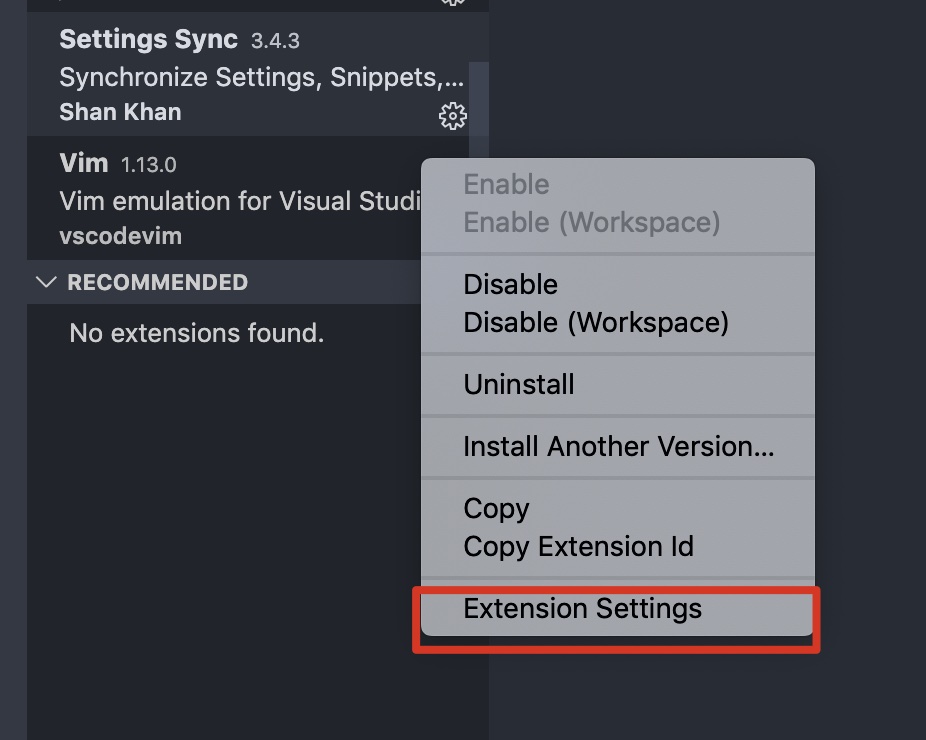 Settings Sync 3.4.3
Synchronize Settings, Snippets,...
Shan Khan
Vim 1.13.0
Vim emulation for Visual Studi
vscodevim
RECOMMENDED
No extensions found.
Enable
Enable (Workspace)
Disable
Disable (Workspace)
Uninstall
Install Another Version...
Copy
Copy Extension Id
Extension Settings